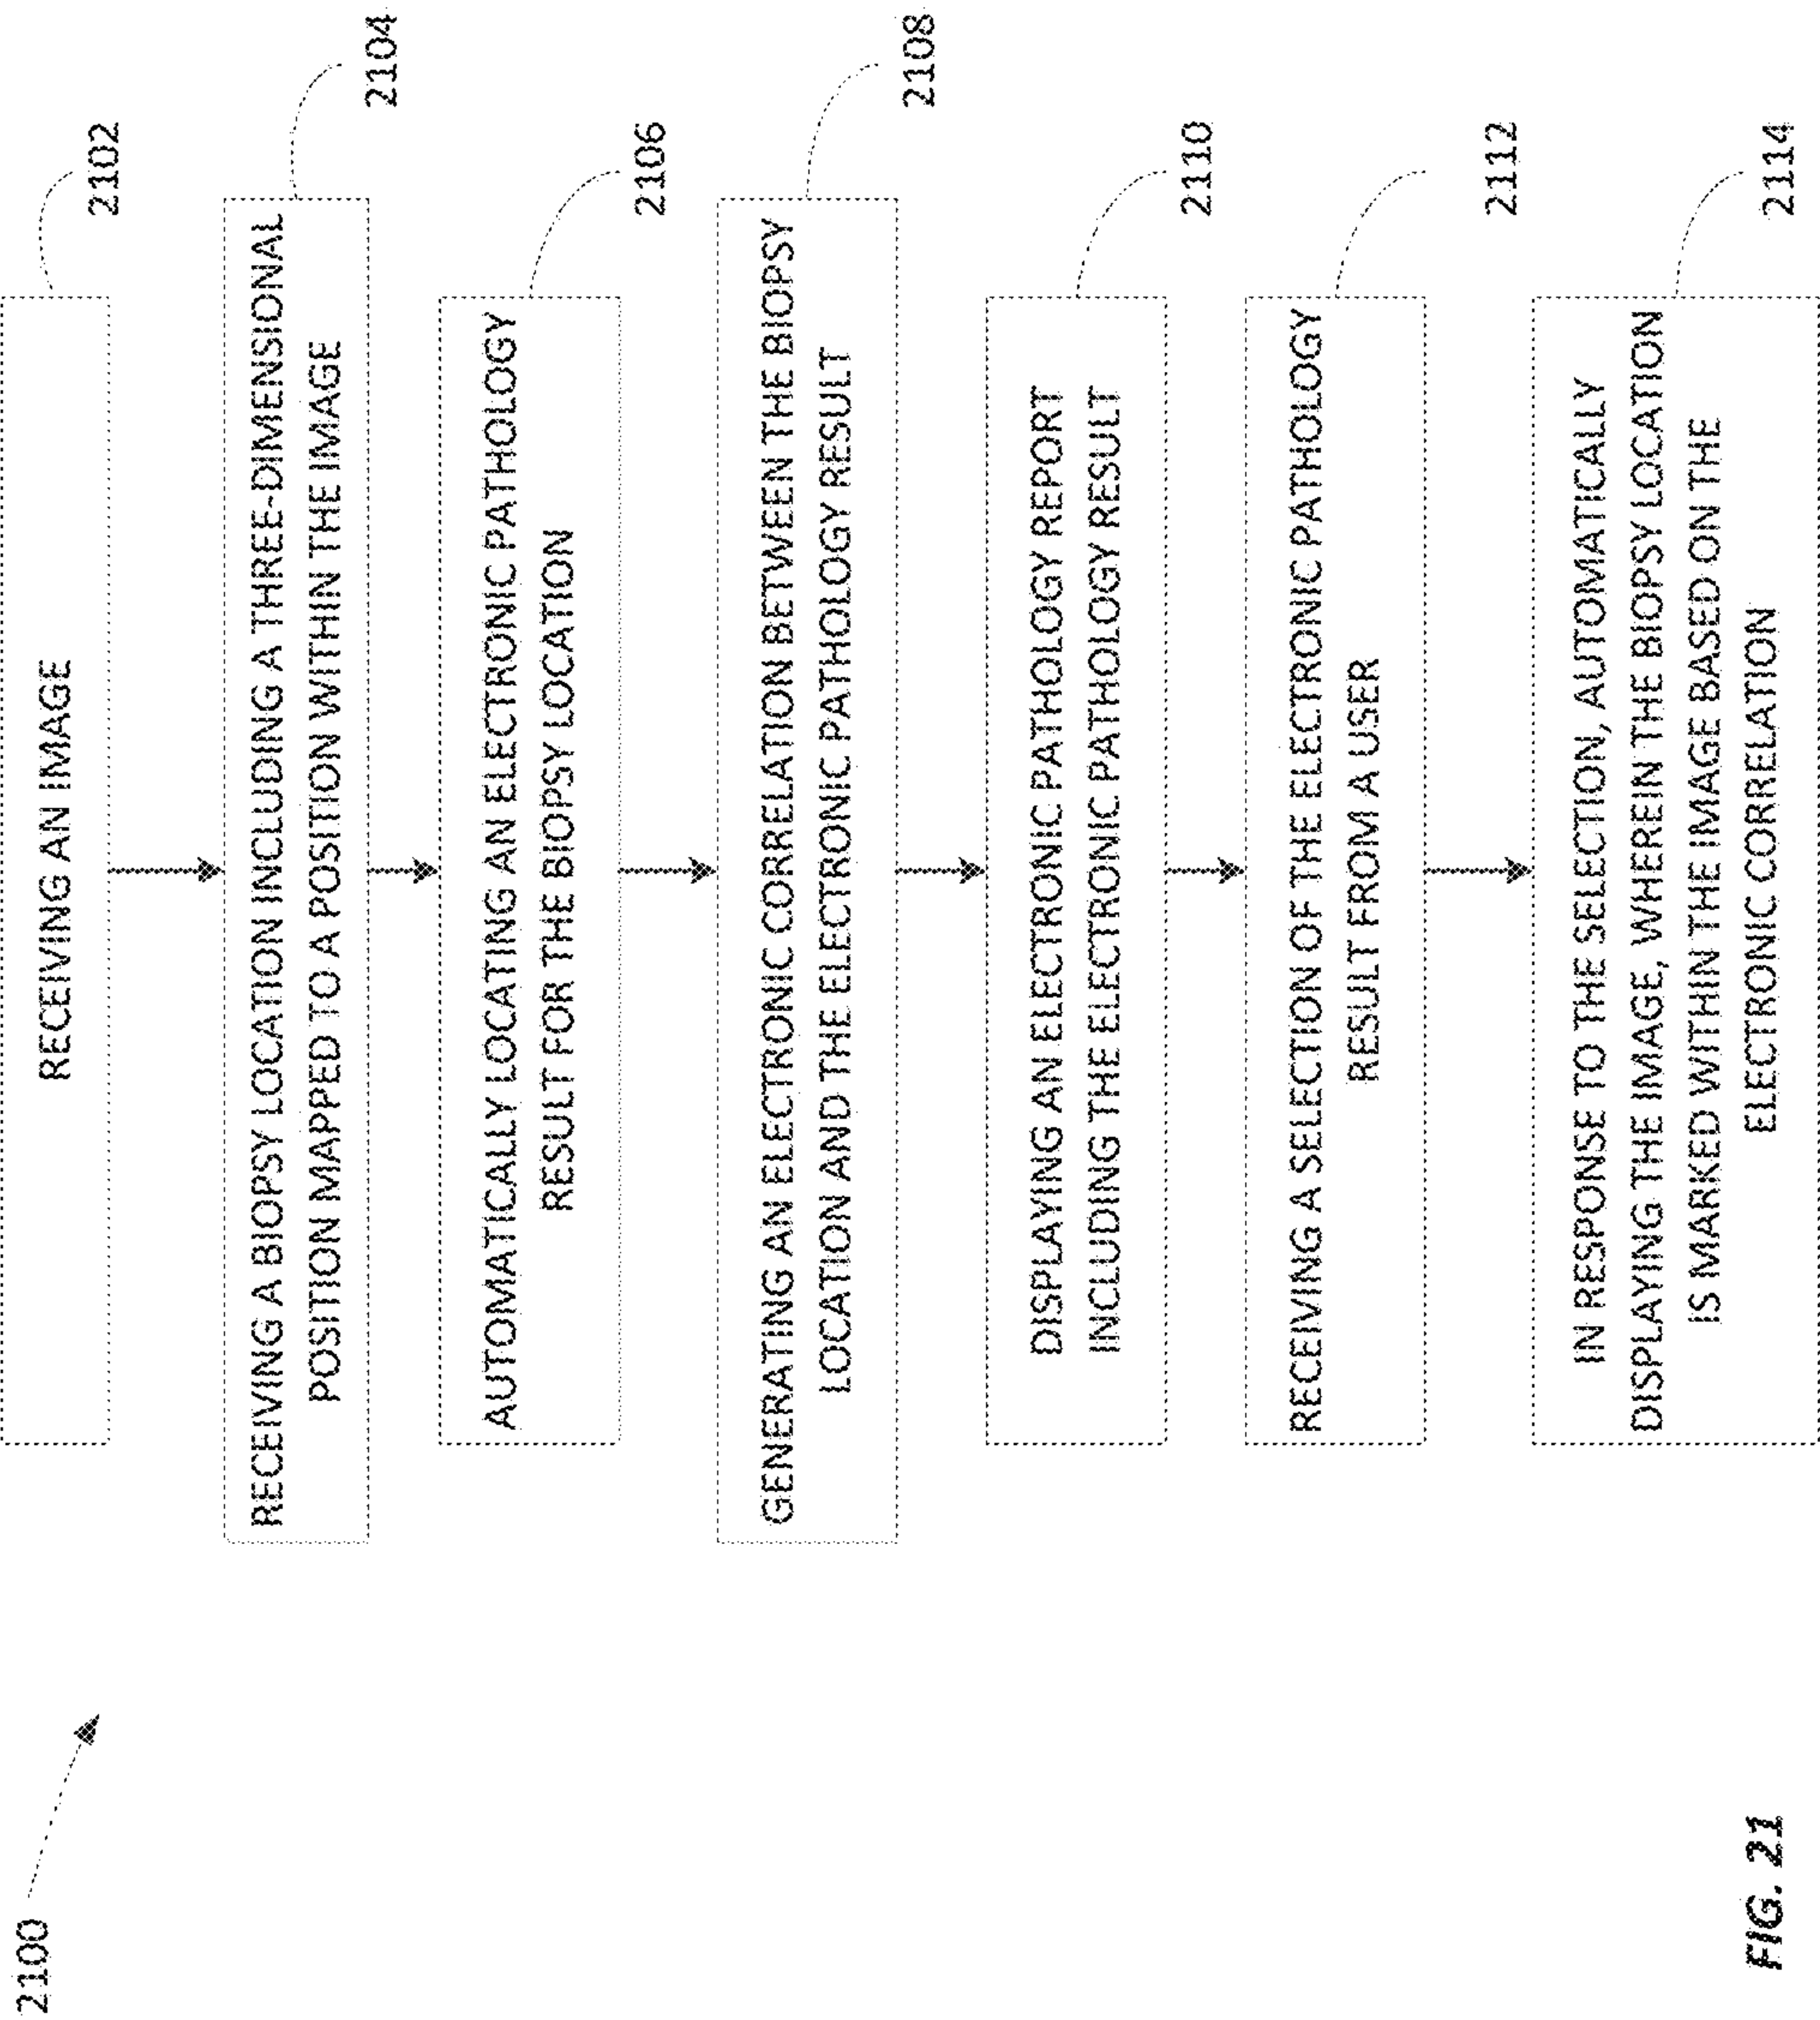 2100
RECEIVING AN IMAGE
2102
RECEIVING A BIOPSY LOCATION INCLUDING A THREE-DIMENSIONAL
POSITION MAPPED TO A POSITION WITHIN THE IMAGE
2104
AUTOMATICALLY LOCATING AN ELECTRONIC PATHOLOGY
RESULT FOR THE BIOPSY LOCATION
2106
GENERATING AN ELECTRONIC CORRELATION BETWEEN THE BIOPSY
LOCATION AND THE ELECTRONIC PATHOLOGY RESULT
2108
DISPLAYING AN ELECTRONIC PATHOLOGY REPORT
INCLUDING THE ELECTRONIC PATHOLOGY RESULT
2110
RECEIVING A SELECTION OF THE ELECTRONIC PATHOLOGY
RESULT FROM A USER
2112
IN RESPONSE TO THE SELECTION, AUTOMATICALLY
DISPLAYING THE IMAGE, WHEREIN THE BIOPSY LOCATION
IS MARKED WITHIN THE IMAGE BASED ON THE
ELECTRONIC CORRELATION
2114
FIG. 21